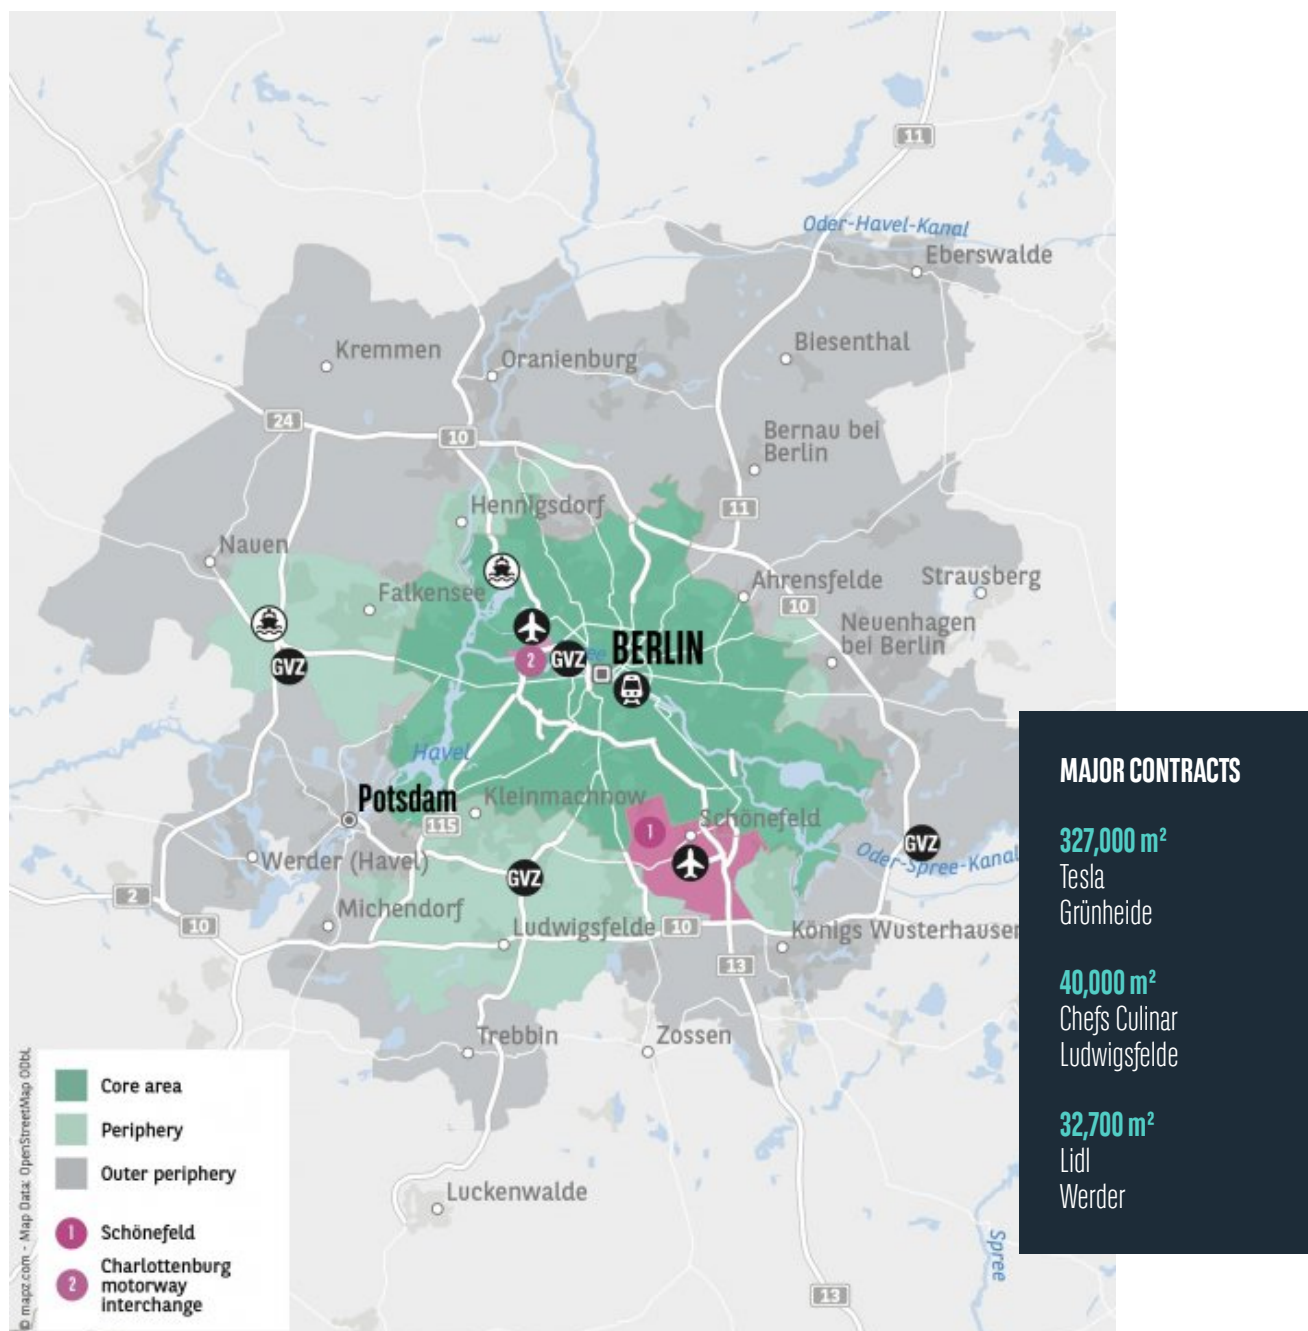 11
Oder-Havel-Kanal
Eberswalde
Kremmen
Oranienburg
Biesenthal
24
10
Bernau bei
Berlin
Hennigsdorf
11
Nauen
Falkensee
Ahrensfelde
Strausberg
10
Neuenhagen
bei Berlin
GVZ
2
GVZ
ee
BERLIN
Havel
Potsdam
Kleinmachnow
115
1
Schönefeld
GVZ
Oder-Spree-Kanal
Werder (Havel)
GVZ
2
10
Michendorf
Ludwigsfelde
10
Königs Wusterhauser
13
Trebbin
Zossen
Luckenwalde
Spree
13
Core area
Periphery
Outer periphery
1 Schönefeld
2 Charlottenburg
motorway
interchange
© mapz.com - Map Data: OpenStreetMap ODbL
MAJOR CONTRACTS
327,000 m²
Tesla
Grünheide
40,000 m²
Chefs Culinar
Ludwigsfelde
32,700 m²
Lidl
Werder